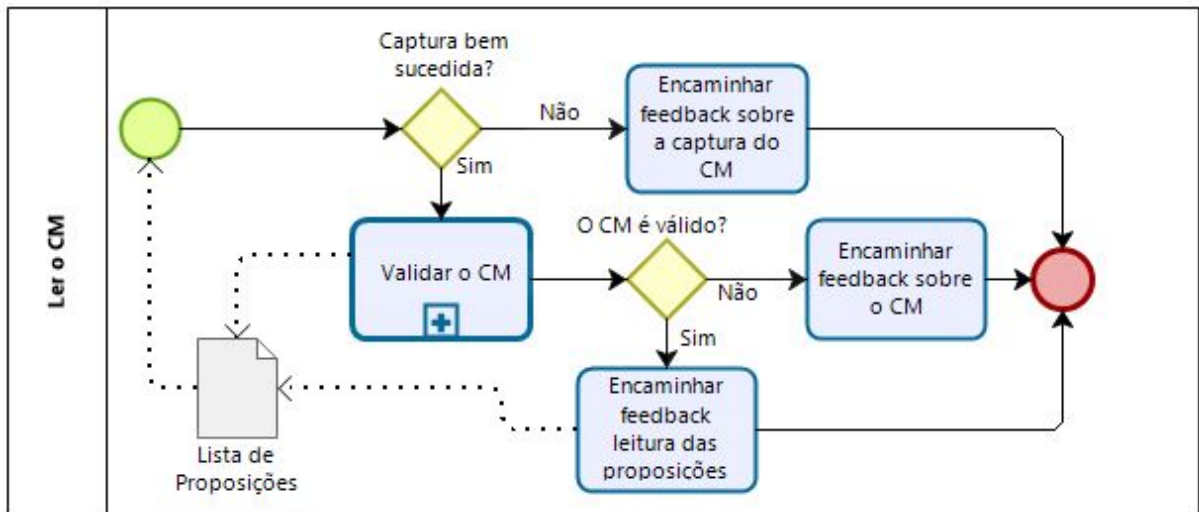 Ler o CM
Captura bem
sucedida?
Não
Sim
Encaminhar
feedback sobre
a captura do
CM
Validar o CM
O CM é válido?
Não
Sim
Encaminhar
feedback sobre
o CM
Encaminhar
feedback
leitura das
proposições
Lista de
Proposições